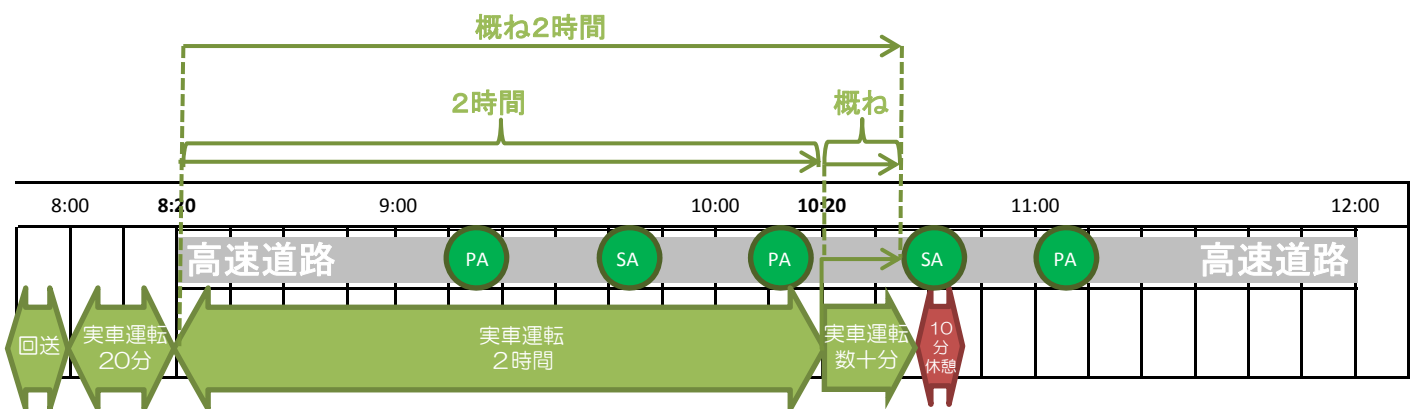 概ね2時間
2時間
概ね
8:00
8:20
9:00
10:00
10:20
11:00
12:00
高速道路
PA
SA
PA
SA
PA
高速道路
回送
実車運転
20分
実車運転
2時間
実車運転
数十分
10
分
休憩